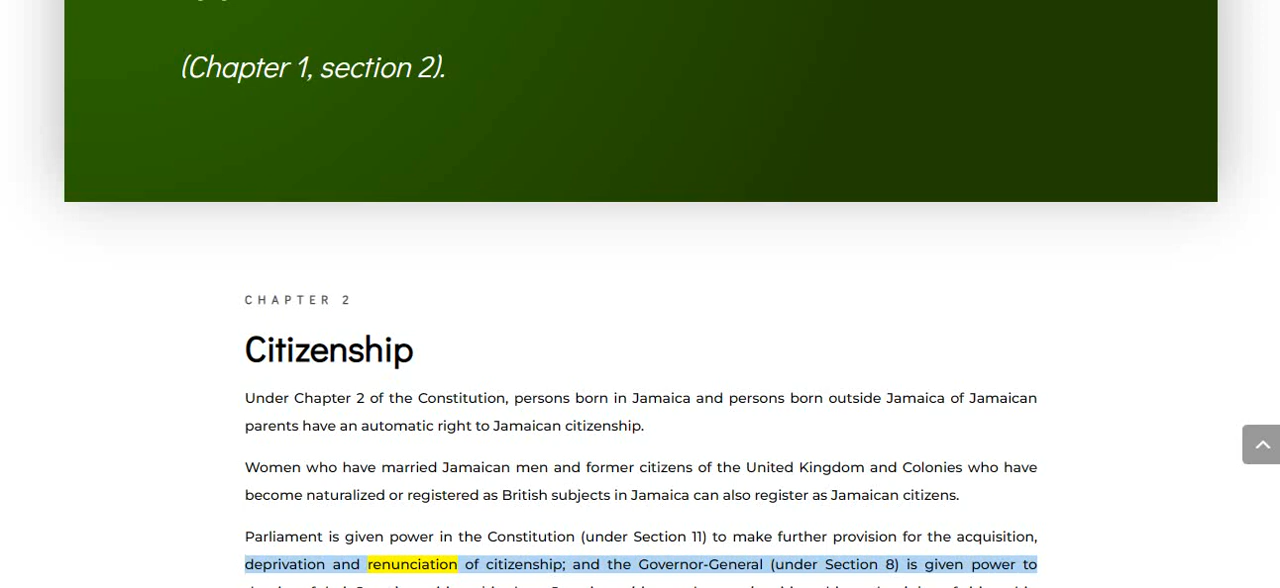 (Chapter 1, section 2).
CHAPTER 2
Citizenship
Under Chapter 2 of the Constitution, persons born in Jamaica and persons born outside Jamaica of Jamaican
parents have an automatic right to Jamaican citizenship.
Women who have married Jamaican men and former citizens of the United Kingdom and Colonies who have
become naturalized or registered as British subjects in Jamaica can also register as Jamaican citizens.
Parliament is given power in the Constitution (under Section 11) to make further provision for the acquisition,
deprivation and renunciation of citizenship; and the Governor-General (under Section 8) is given power to